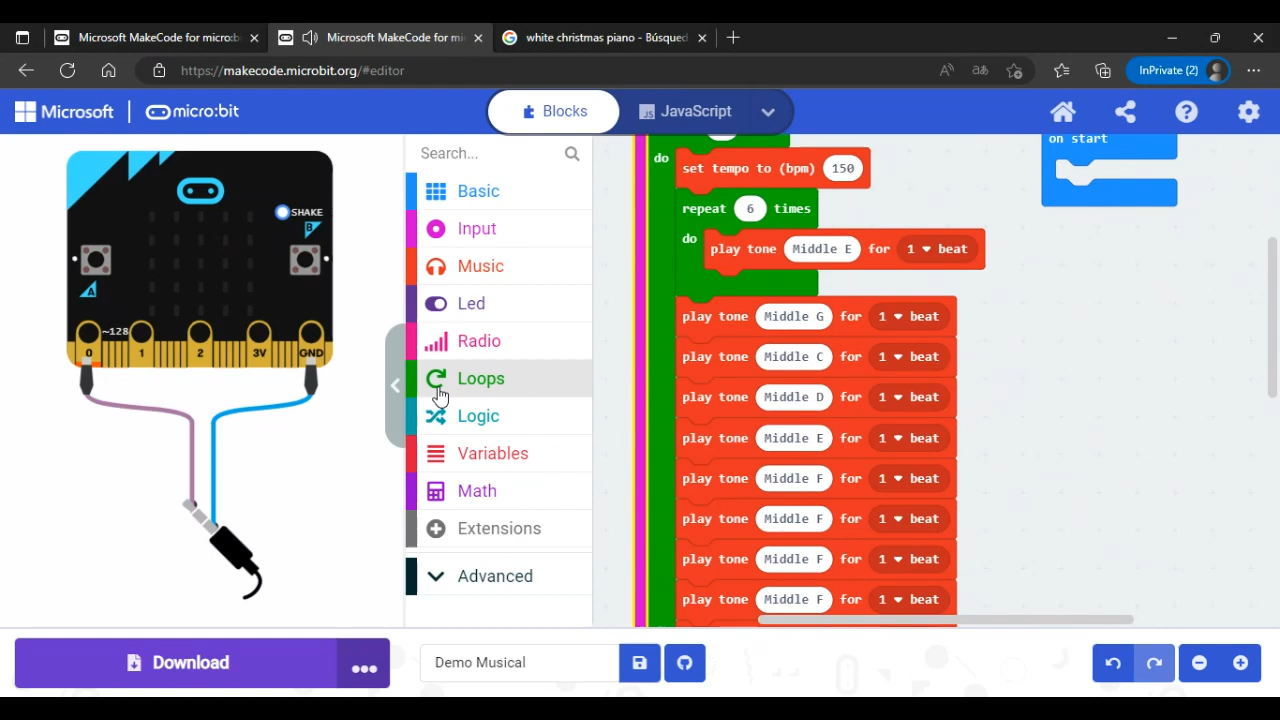 Microsoft MakeCode for micro:b
Microsoft MakeCode for mi
white christmas piano - Búsqued
https://makecode.microbit.org/#editor
InPrivate (2)
Microsoft
micro:bit
Blocks
JavaScript
SHAKE
B
A
~128
0
1
2
3V
GND
Search...
Basic
Input
Music
Led
Radio
Loops
Logic
Variables
Math
Extensions
Advanced
on start
do
set tempo to (bpm) 150
repeat 6 times
do
play tone Middle E for 1 beat
play tone Middle G for 1 beat
play tone Middle C for 1 beat
play tone Middle D for 1 beat
play tone Middle E for 1 beat
play tone Middle F for 1 beat
play tone Middle F for 1 beat
play tone Middle F for 1 beat
play tone Middle F for 1 beat
Download
Demo Musical